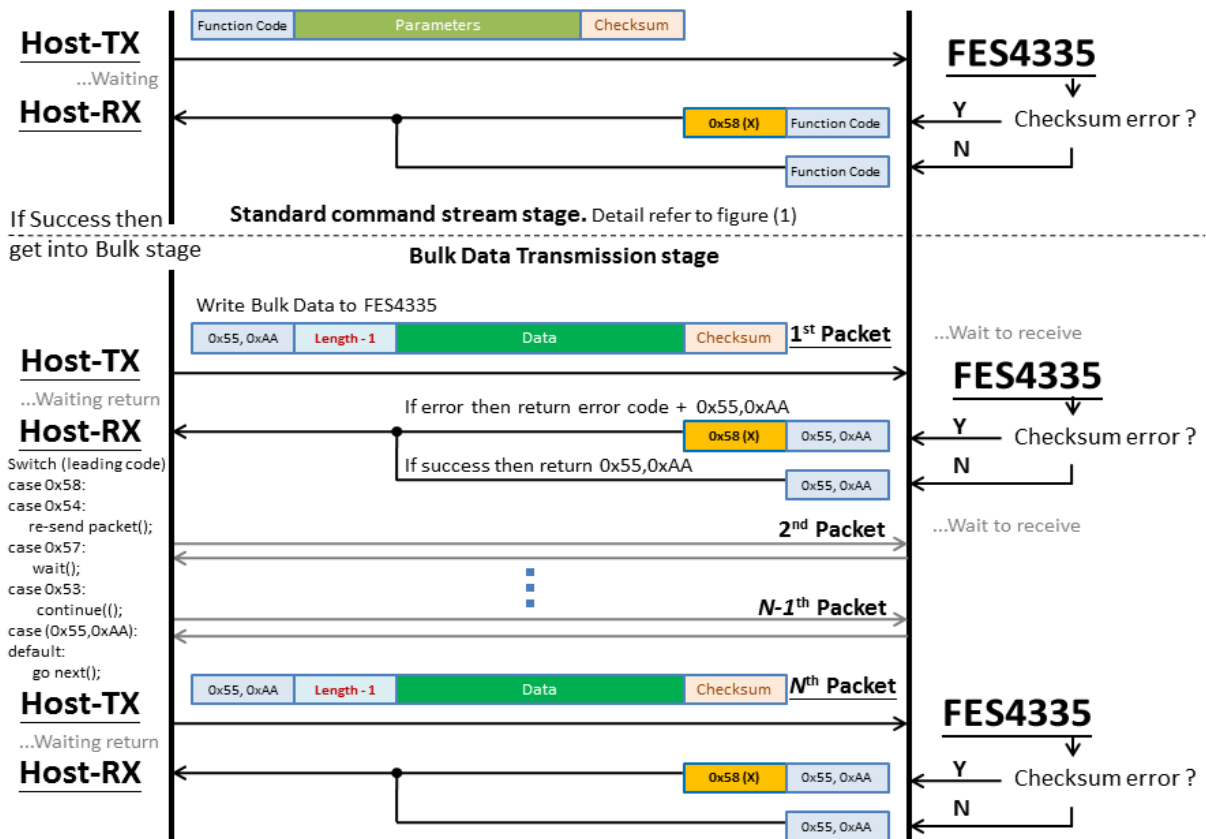 Function Code Parameters Checksum
Host-TX
FES4335
...Waiting
Host-RX
0x58 (X) Function Code
Y
Checksum error ?
N
Function Code
If Success then
Standard command stream stage. Detail refer to figure (1)
get into Bulk stage
Bulk Data Transmission stage
Write Bulk Data to FES4335
0x55, 0xAA Length - 1 Data Checksum 1st Packet
...Wait to receive
Host-TX
FES4335
...Waiting return
If error then return error code + 0x55,0xAA
Host-RX
0x58 (X) 0x55, 0xAA
Y
Checksum error ?
Switch (leading code)
If success then return 0x55,0xAA
N
case 0x58:
0x55, 0xAA
case 0x54:
re-send packet();
2nd Packet
...Wait to receive
case 0x57:
wait();
case 0x53:
continue(();
N-1th Packet
case (0x55,0xAA):
default:
go next();
0x55, 0xAA Length - 1 Data Checksum Nth Packet
Host-TX
FES4335
...Waiting return
Host-RX
0x58 (X) 0x55, 0xAA
Y
Checksum error ?
N
0x55, 0xAA